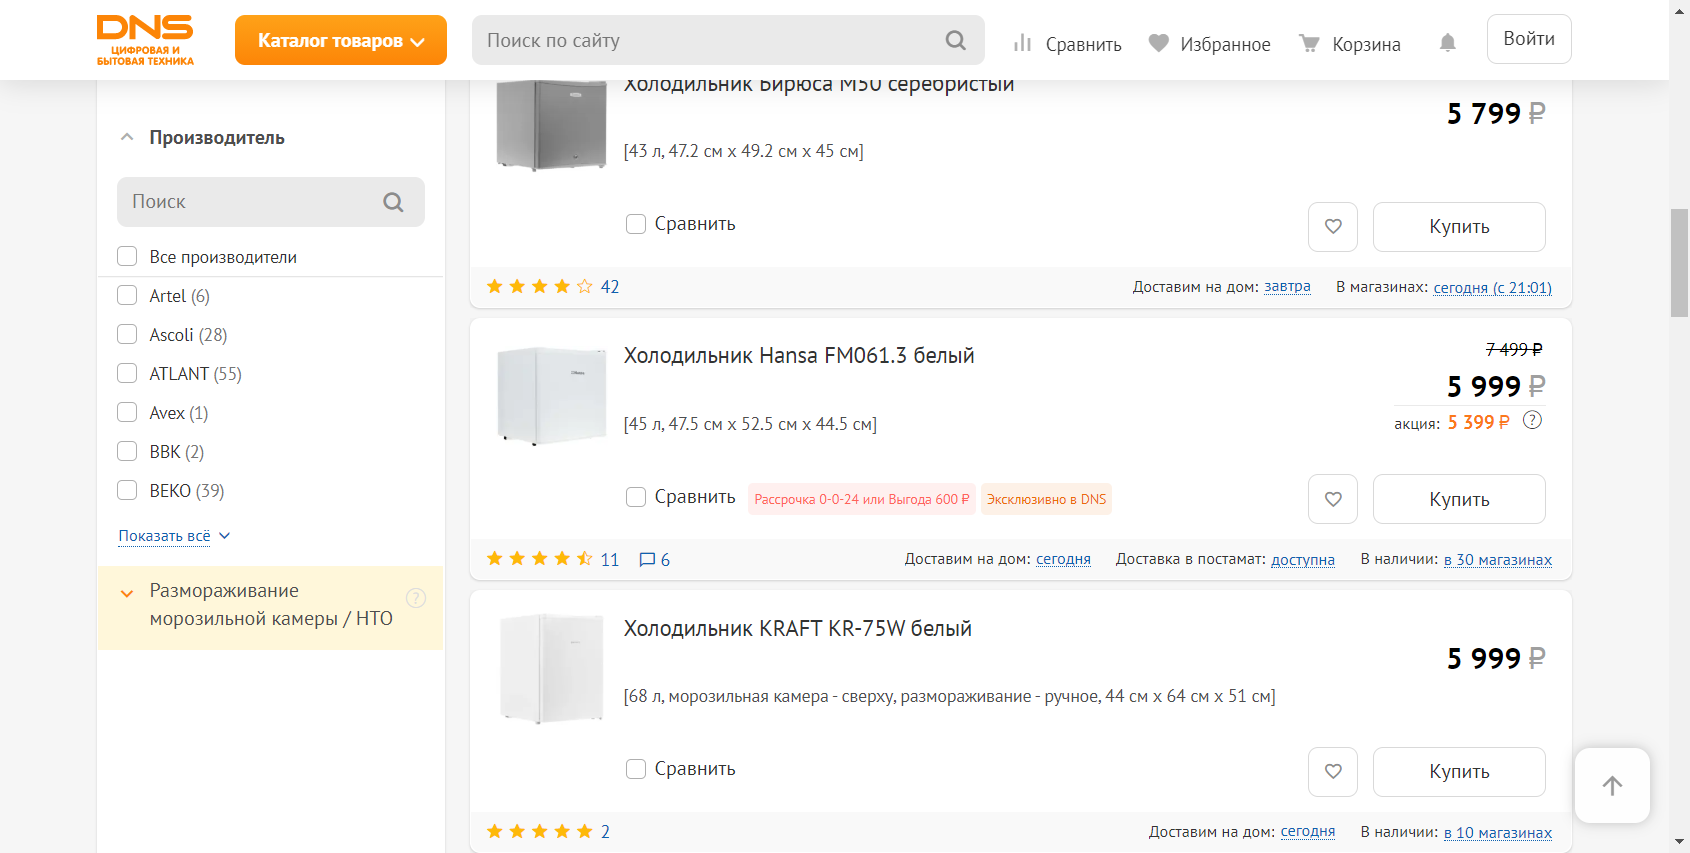 DNS
ЦИФРОВАЯ И
БЫТОВАЯ ТЕХНИКА
Каталог товаров
Поиск по сайту
Сравнить
Избранное
Корзина
Войти
Производитель
Поиск
Все производители
Artel (6)
Ascoli (28)
ATLANT (55)
Avex (1)
BBK (2)
BEKO (39)
Показать всё
Размораживание
морозильной камеры / НТО
?
Холодильник Бирюса М50 серебристый
5 799 ₽
[43 л, 47.2 см x 49.2 см x 45 см]
Сравнить
Купить
42
Доставим на дом: завтра
В магазинах: сегодня (с 21:01)
Холодильник Hansa FM061.3 белый
7 499 ₽
5 999 ₽
[45 л, 47.5 см x 52.5 см x 44.5 см]
акция: 5 399 ₽ ?
Сравнить
Рассрочка 0-0-24 или Выгода 600 ₽
Эксклюзивно в DNS
Купить
11
6
Доставим на дом: сегодня
Доставка в постамат: доступна
В наличии: в 30 магазинах
Холодильник KRAFT KR-75W белый
5 999 ₽
[68 л, морозильная камера - сверху, размораживание - ручное, 44 см x 64 см x 51 см]
Сравнить
Купить
2
Доставим на дом: сегодня
В наличии: в 10 магазинах